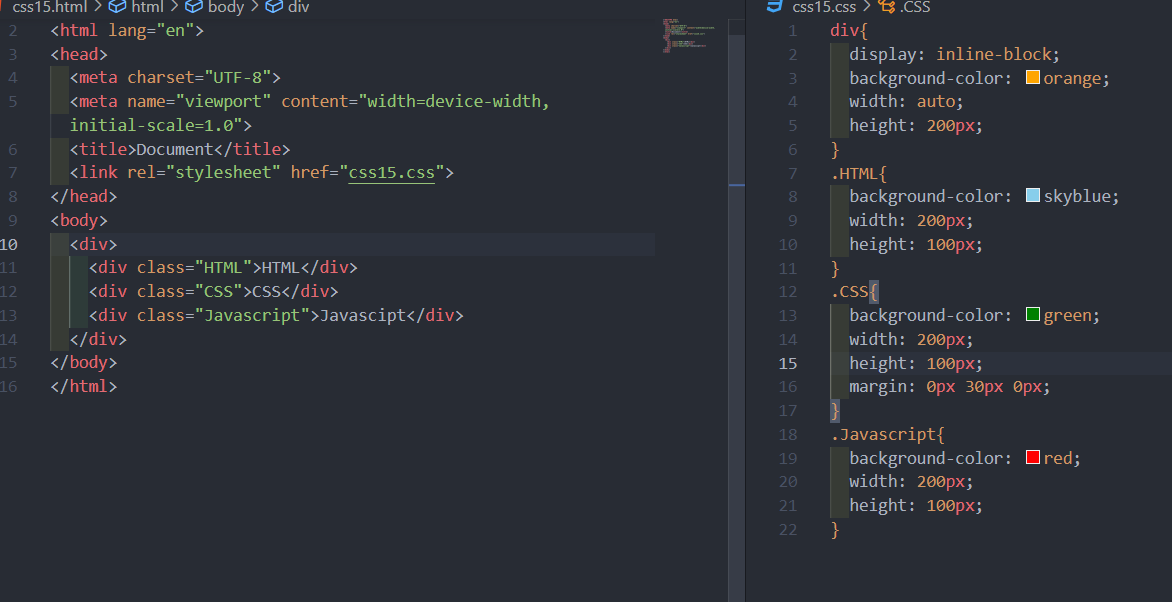 css15.html > html > body > div
2 <html lang="en">
3 <head>
4 <meta charset="UTF-8">
5 <meta name="viewport" content="width=device-width,
initial-scale=1.0">
6 <title>Document</title>
7 <link rel="stylesheet" href="css15.css">
8 </head>
9 <body>
10 <div>
11 <div class="HTML">HTML</div>
12 <div class="CSS">CSS</div>
13 <div class="Javascript">Javascipt</div>
14 </div>
15 </body>
16 </html>
css15.css > .CSS
1 div{
2 display: inline-block;
3 background-color: orange;
4 width: auto;
5 height: 200px;
6 }
7 .HTML{
8 background-color: skyblue;
9 width: 200px;
10 height: 100px;
11 }
12 .CSS{
13 background-color: green;
14 width: 200px;
15 height: 100px;
16 margin: 0px 30px 0px;
17 }
18 .Javascript{
19 background-color: red;
20 width: 200px;
21 height: 100px;
22 }